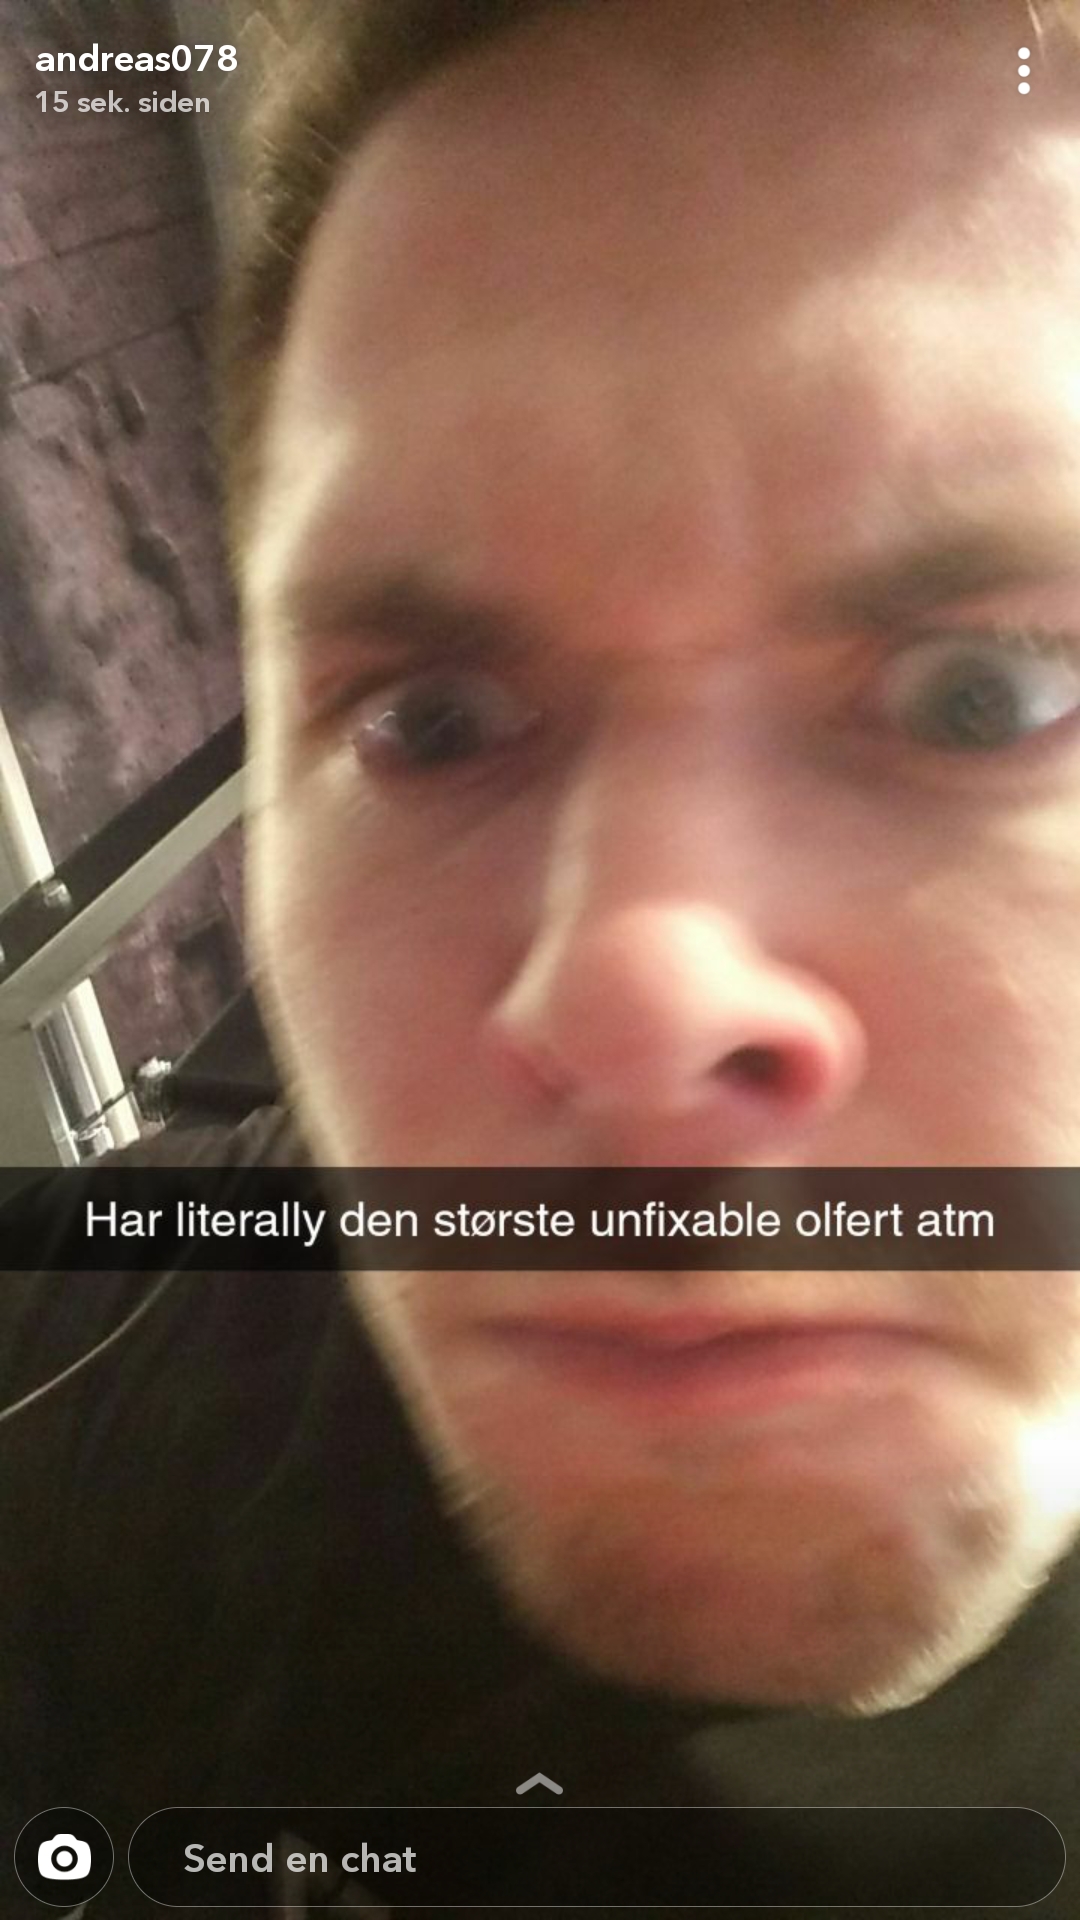 andreas078
15 sek. siden
Har literally den største unfixable olfert atm
Send en chat